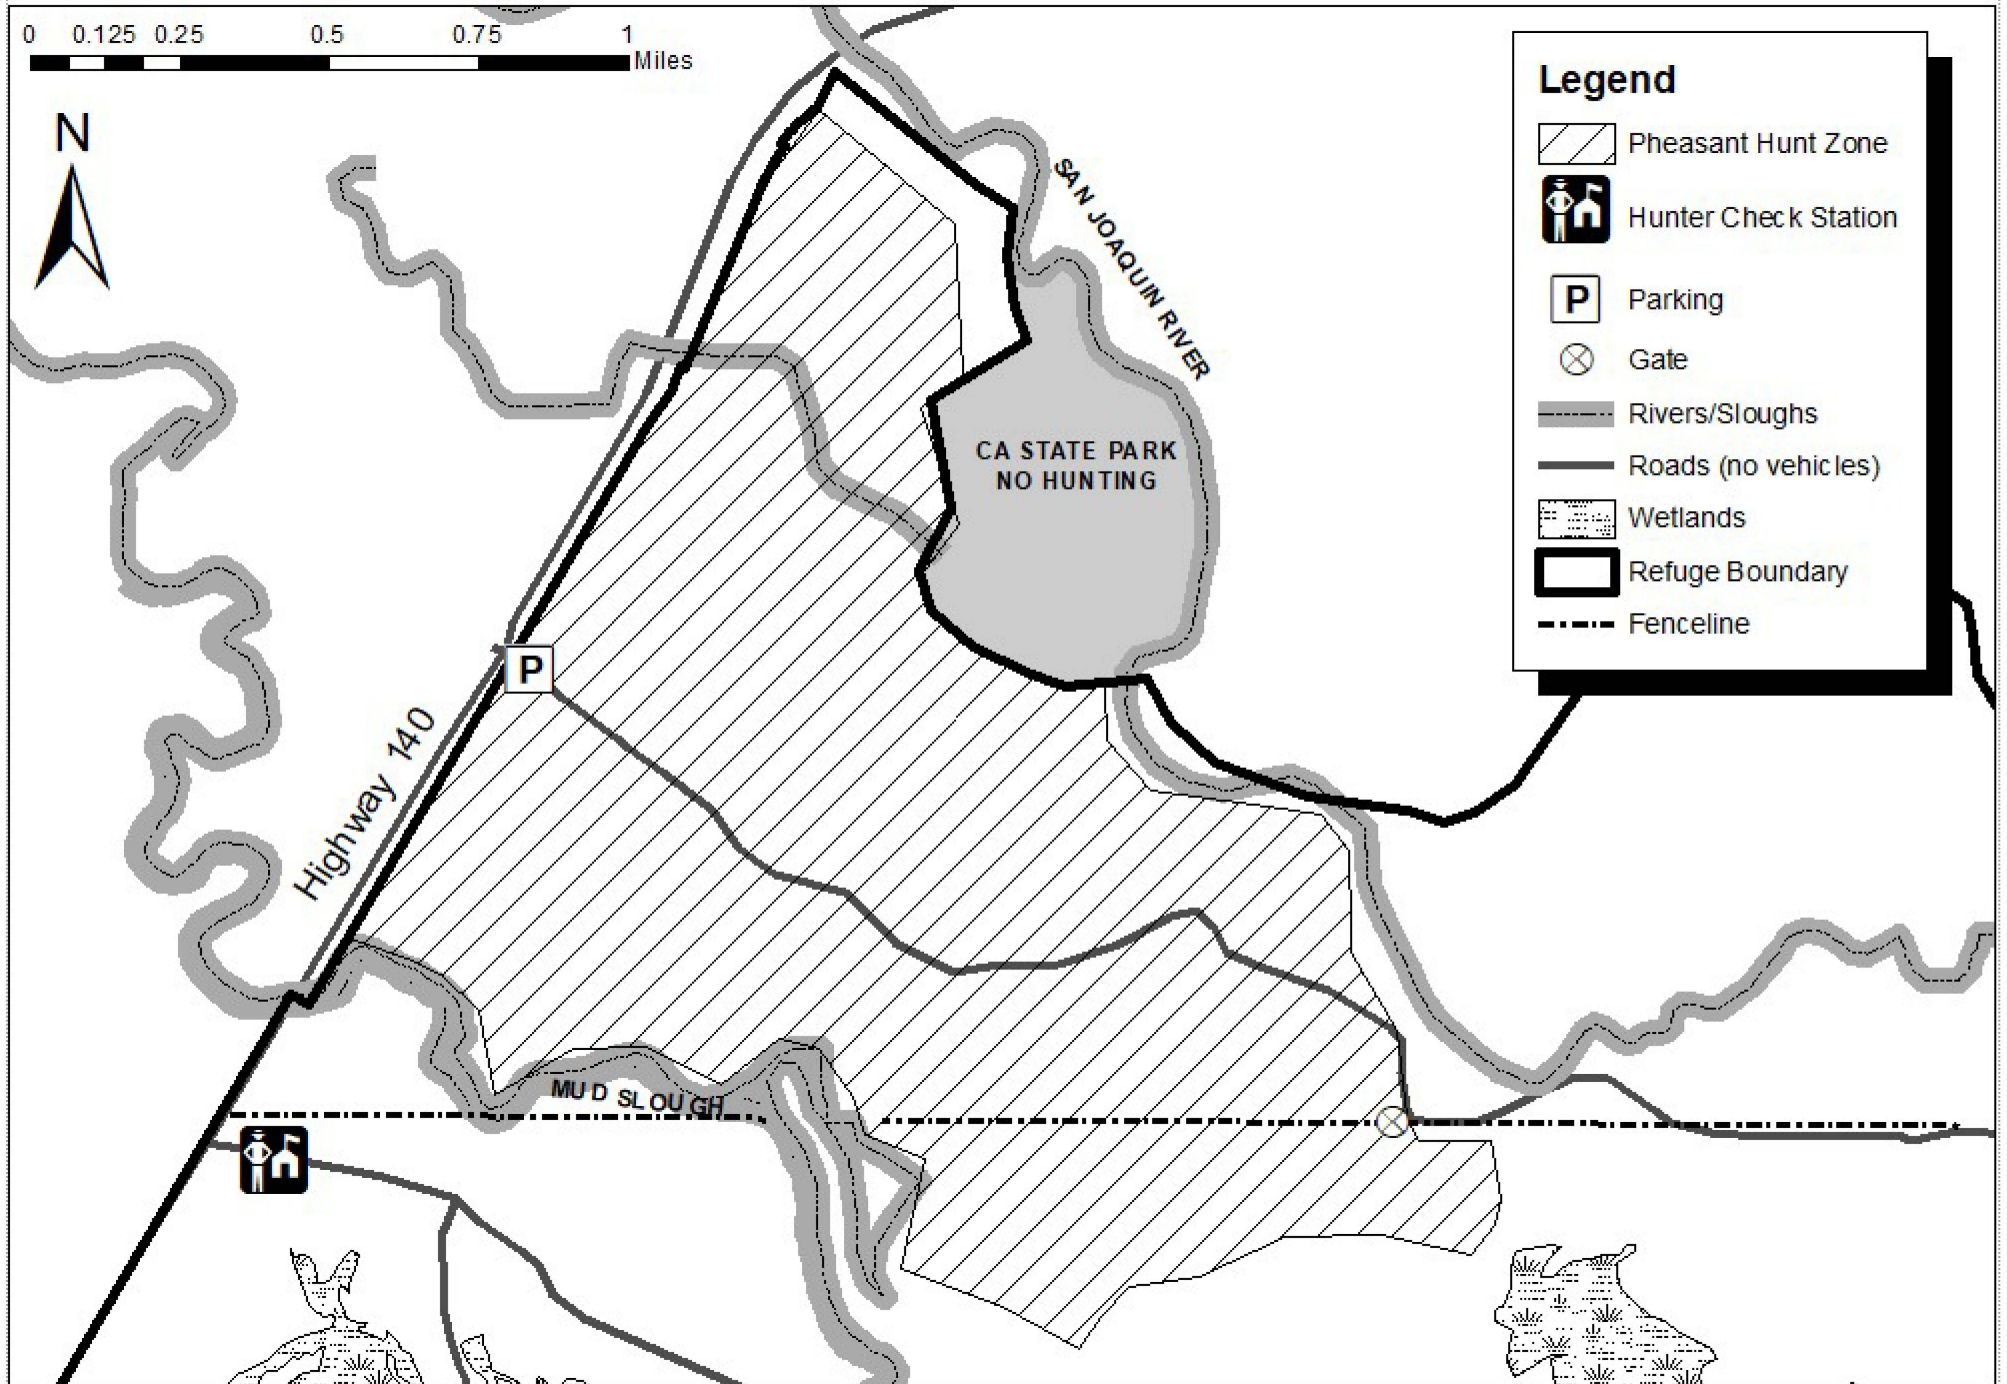 0 0.125 0.25 0.5 0.75 1
Miles
N
Legend
Pheasant Hunt Zone
Hunter Check Station
P Parking
Gate
Rivers/Sloughs
Roads (no vehicles)
Wetlands
Refuge Boundary
Fenceline
SAN JOAQUIN RIVER
CA STATE PARK
NO HUNTING
P
Highway 140
MUD SLOUGH